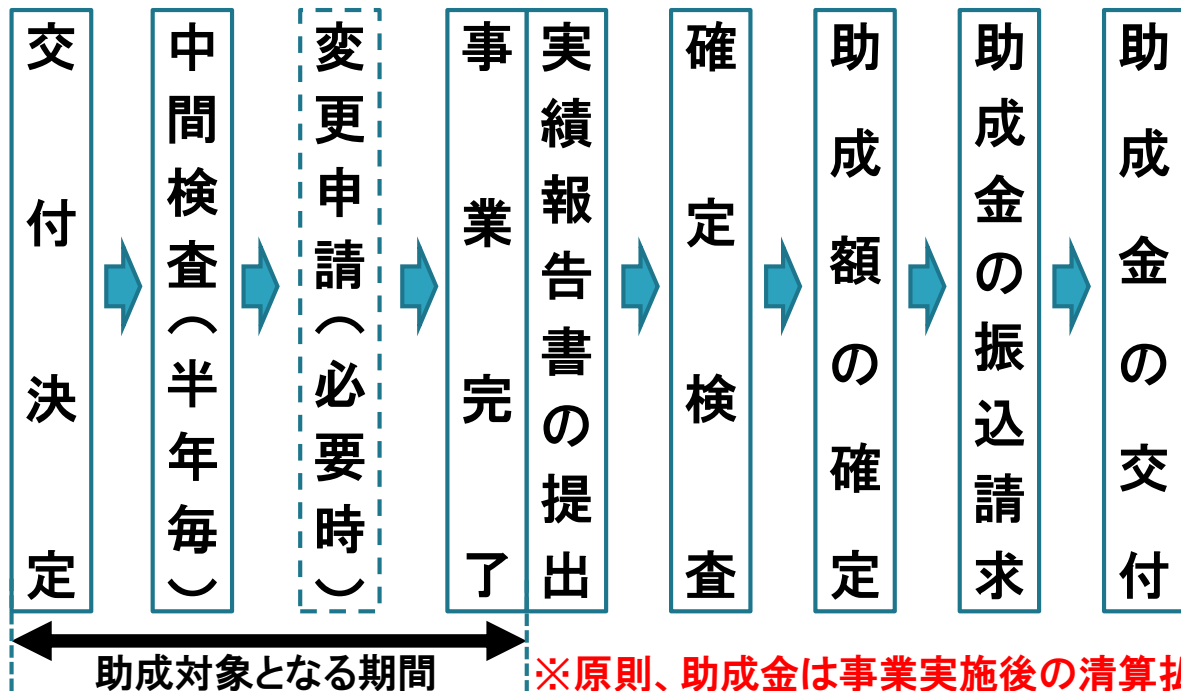 交付決定
中間検査（半年毎）
変更申請（必要時）
事業完了
実績報告書の提出
確定検査
助成額の確定
助成金の振込請求
助成金の交付
助成対象となる期間
※原則、助成金は事業実施後の清算払